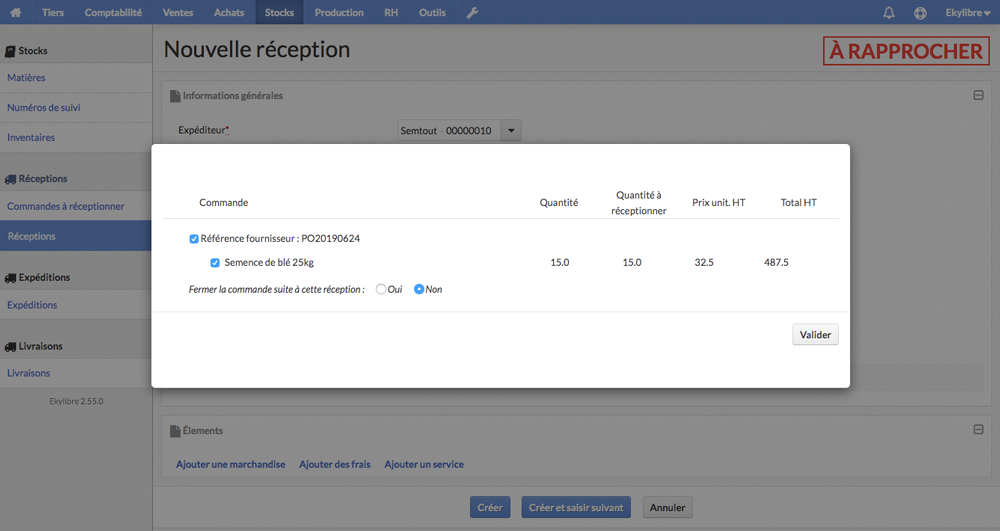 Tiers Comptabilité Ventes Achats Stocks Production RH Outils Ekylibre
Stocks
Matières
Numéros de suivi
Inventaires
Réceptions
Commandes à réceptionner
Réceptions
Expéditions
Expéditions
Livraisons
Livraisons
Ekylibre 2.55.0
Nouvelle réception
À RAPPROCHER
Informations générales
Expéditeur*
Semtout - 00000010
Commande Quantité Quantité à réceptionner Prix unit. HT Total HT
Référence fournisseur : PO20190624
Semence de blé 25kg 15.0 15.0 32.5 487.5
Fermer la commande suite à cette réception : Oui Non
Valider
Élements
Ajouter une marchandise Ajouter des frais Ajouter un service
Créer Créer et saisir suivant Annuler